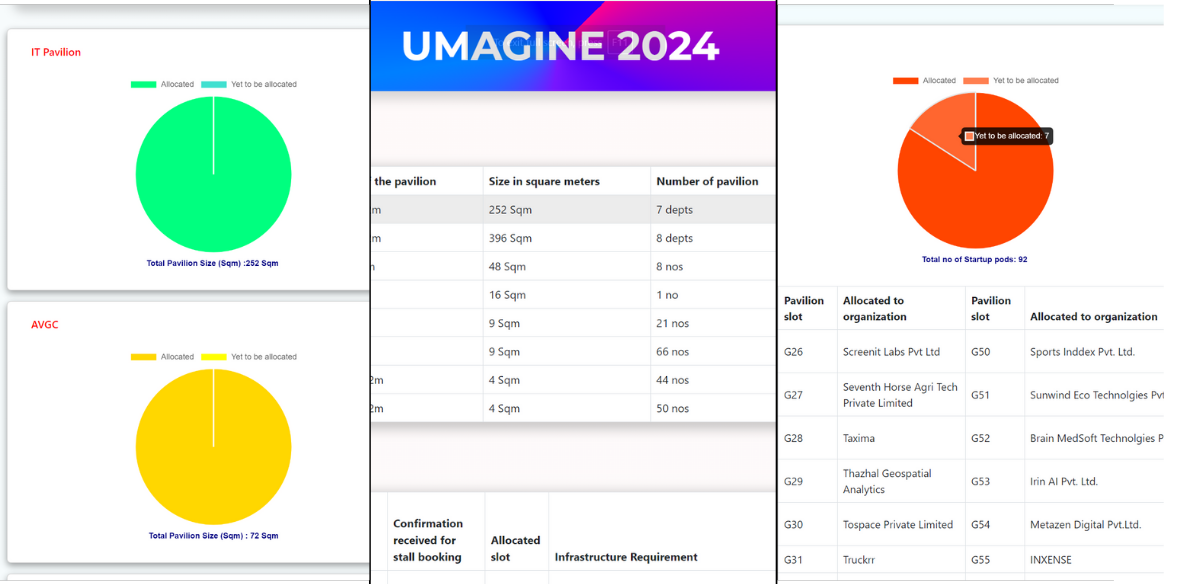 IT Pavilion
Allocated Yet to be allocated
Total Pavilion Size (Sqm) :252 Sqm
AVGC
Allocated Yet to be allocated
Total Pavilion Size (Sqm) : 72 Sqm
UMAGINE 2024
the pavilion Size in square meters Number of pavilion
m 252 Sqm 7 depts
m 396 Sqm 8 depts
48 Sqm 8 nos
16 Sqm 1 no
9 Sqm 21 nos
9 Sqm 66 nos
2m 4 Sqm 44 nos
2m 4 Sqm 50 nos
Confirmation
received for Allocated
stall booking slot Infrastructure Requirement
Allocated Yet to be allocated
Yet to be allocated: 7
Total no of Startup pods: 92
Pavilion Allocated to Pavilion
slot organization slot Allocated to organization
G26 Screenit Labs Pvt Ltd G50 Sports Inddex Pvt. Ltd.
G27 Seventh Horse Agri Tech G51 Sunwind Eco Technolgies Pvt
Private Limited
G28 Taxima G52 Brain MedSoft Technolgies P
G29 Thazhal Geospatial G53 Irin AI Pvt. Ltd.
Analytics
G30 Tospace Private Limited G54 Metazen Digital Pvt.Ltd.
G31 Truckrr G55 INXENSE